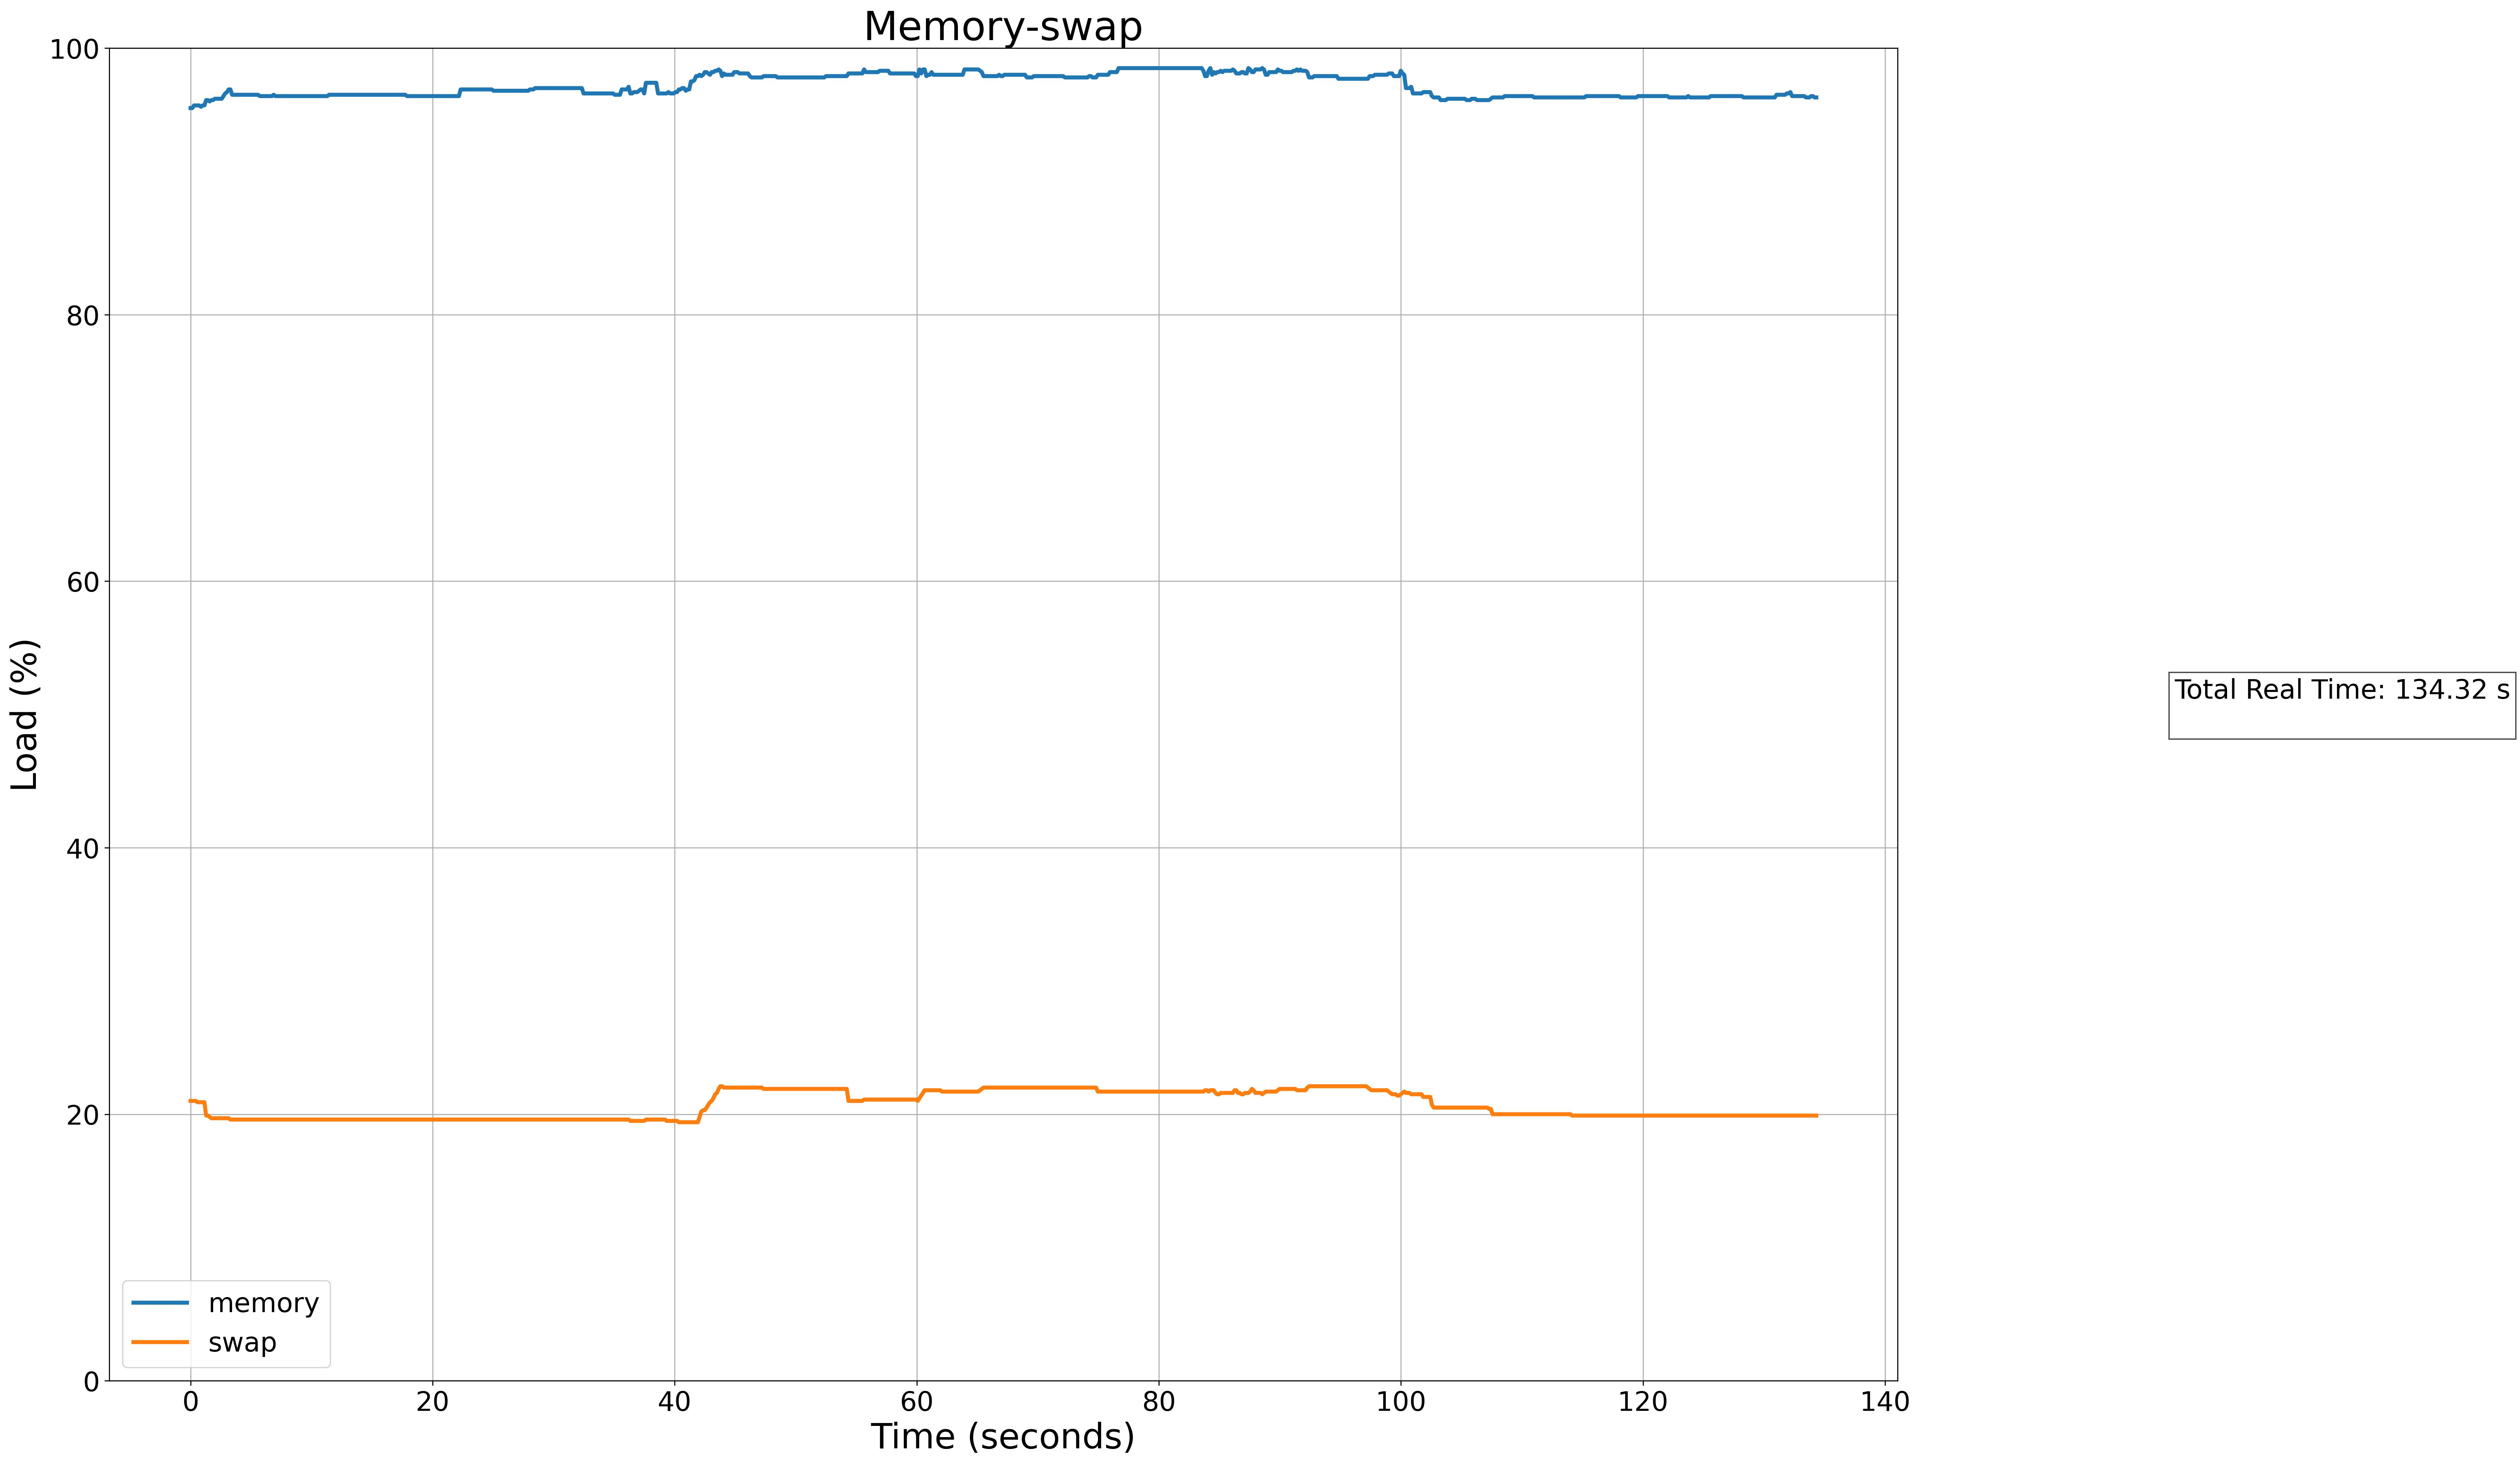 Memory-swap
100
80
60
40
20
0
Load (%)
0 20 40 60 80 100 120 140
Time (seconds)
memory
swap
Total Real Time: 134.32 s